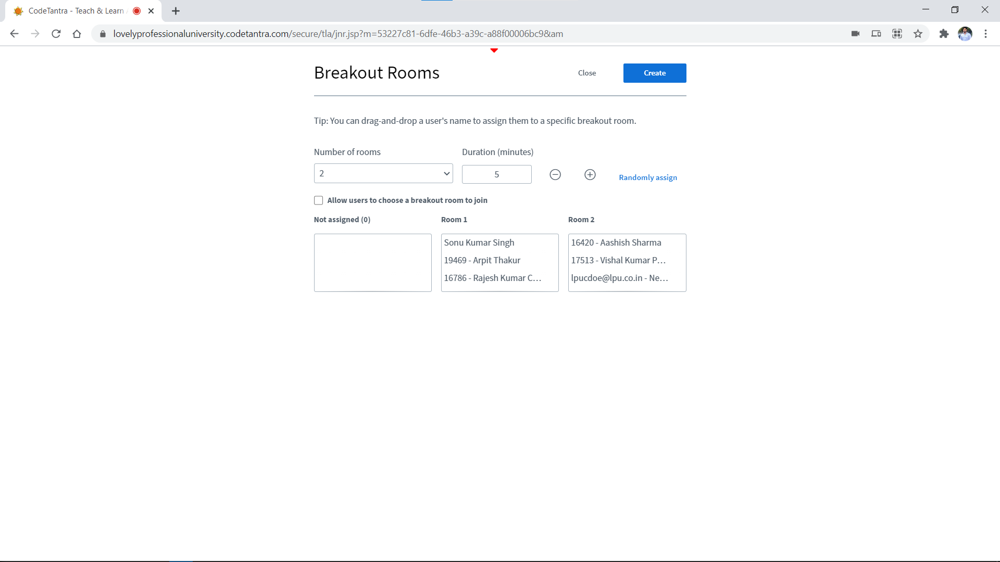 CodeTantra - Teach & Learn
lovelyprofessionaluniversity.codetantra.com/secure/tla/jnr.jsp?m=53227c81-6dfe-46b3-a39c-a88f00006bc9&am
Breakout Rooms
Close
Create
Tip: You can drag-and-drop a user's name to assign them to a specific breakout room.
Number of rooms
Duration (minutes)
2
5
Randomly assign
Allow users to choose a breakout room to join
Not assigned (0)
Room 1
Room 2
Sonu Kumar Singh
19469 - Arpit Thakur
16786 - Rajesh Kumar C...
16420 - Aashish Sharma
17513 - Vishal Kumar P...
lpucdoe@lpu.co.in - Ne...